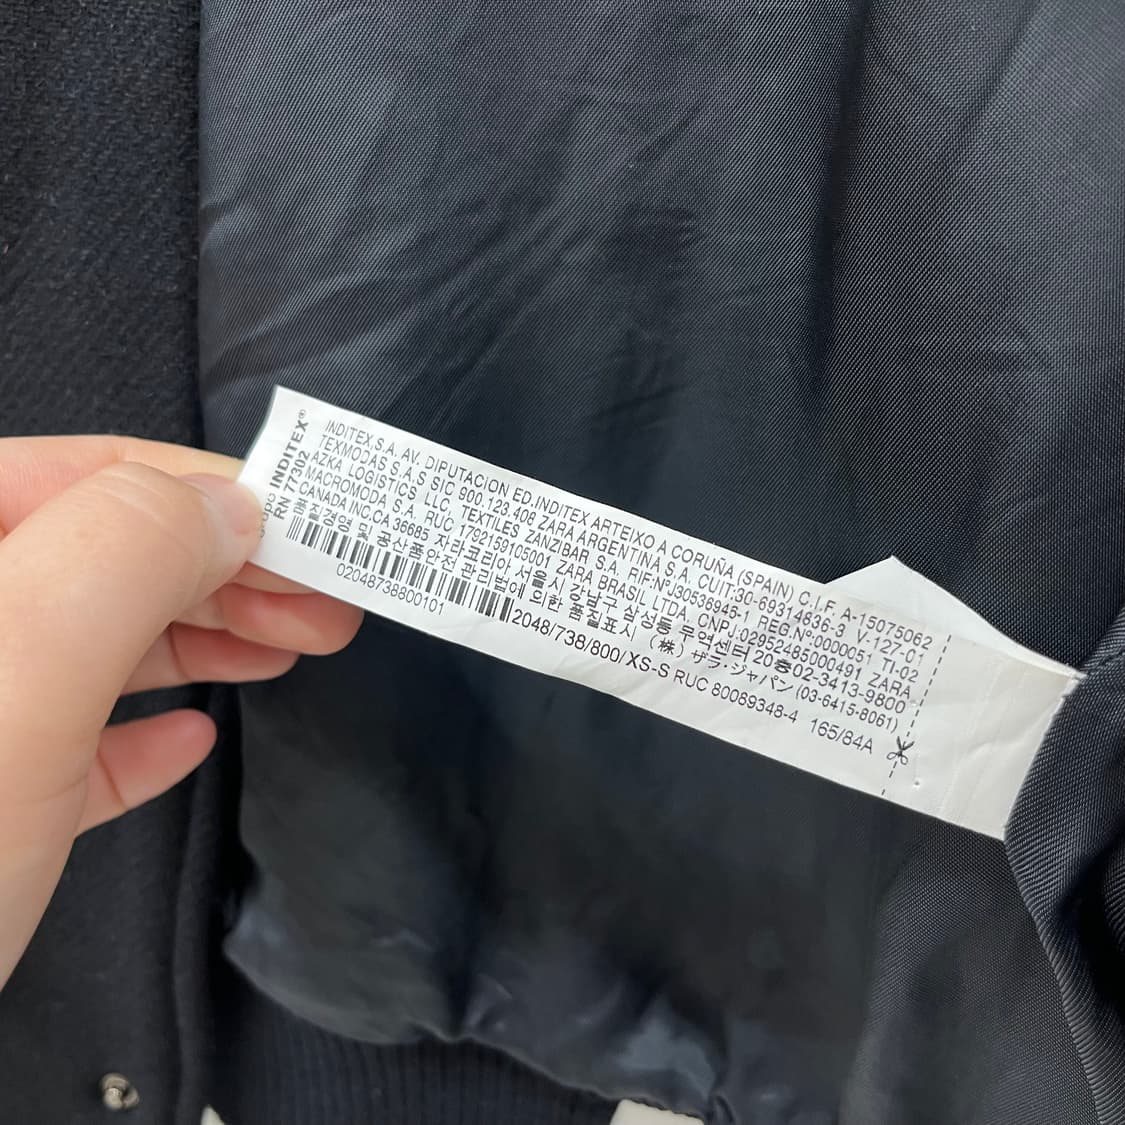 INDITEX®
RN 77302
INDITEX,S.A. AV. DIPUTACION ED.INDITEX ARTEIXO A CORUÑA (SPAIN) C.I.F. A-15075062
TEXMODAS S.A.S SIC 900.123.408 ZARA ARGENTINA S.A. CUIT:30-69314836-3 V-127-01
AZKA LOGISTICS LLC, TEXTILES ZANZIBAR S.A. RIF:Nº J30536946-1 REG.Nº:0000051 TI-02
MACROMODA S.A. RUC 1792159105001 ZARA BRASIL LTDA, CNPJ:02952485000491 ZARA
CANADA INC.CA 36685 자라코리아 서울시 강남구 삼성동 무역센터 20층02-3413-9800
품질경영 및 공산품안전관리법에 의한 품질표시 (株) ザラ・ジャパン (03-6415-8061)
02048738800101
2048/738/800/XS-S RUC 80089348-4 165/84A